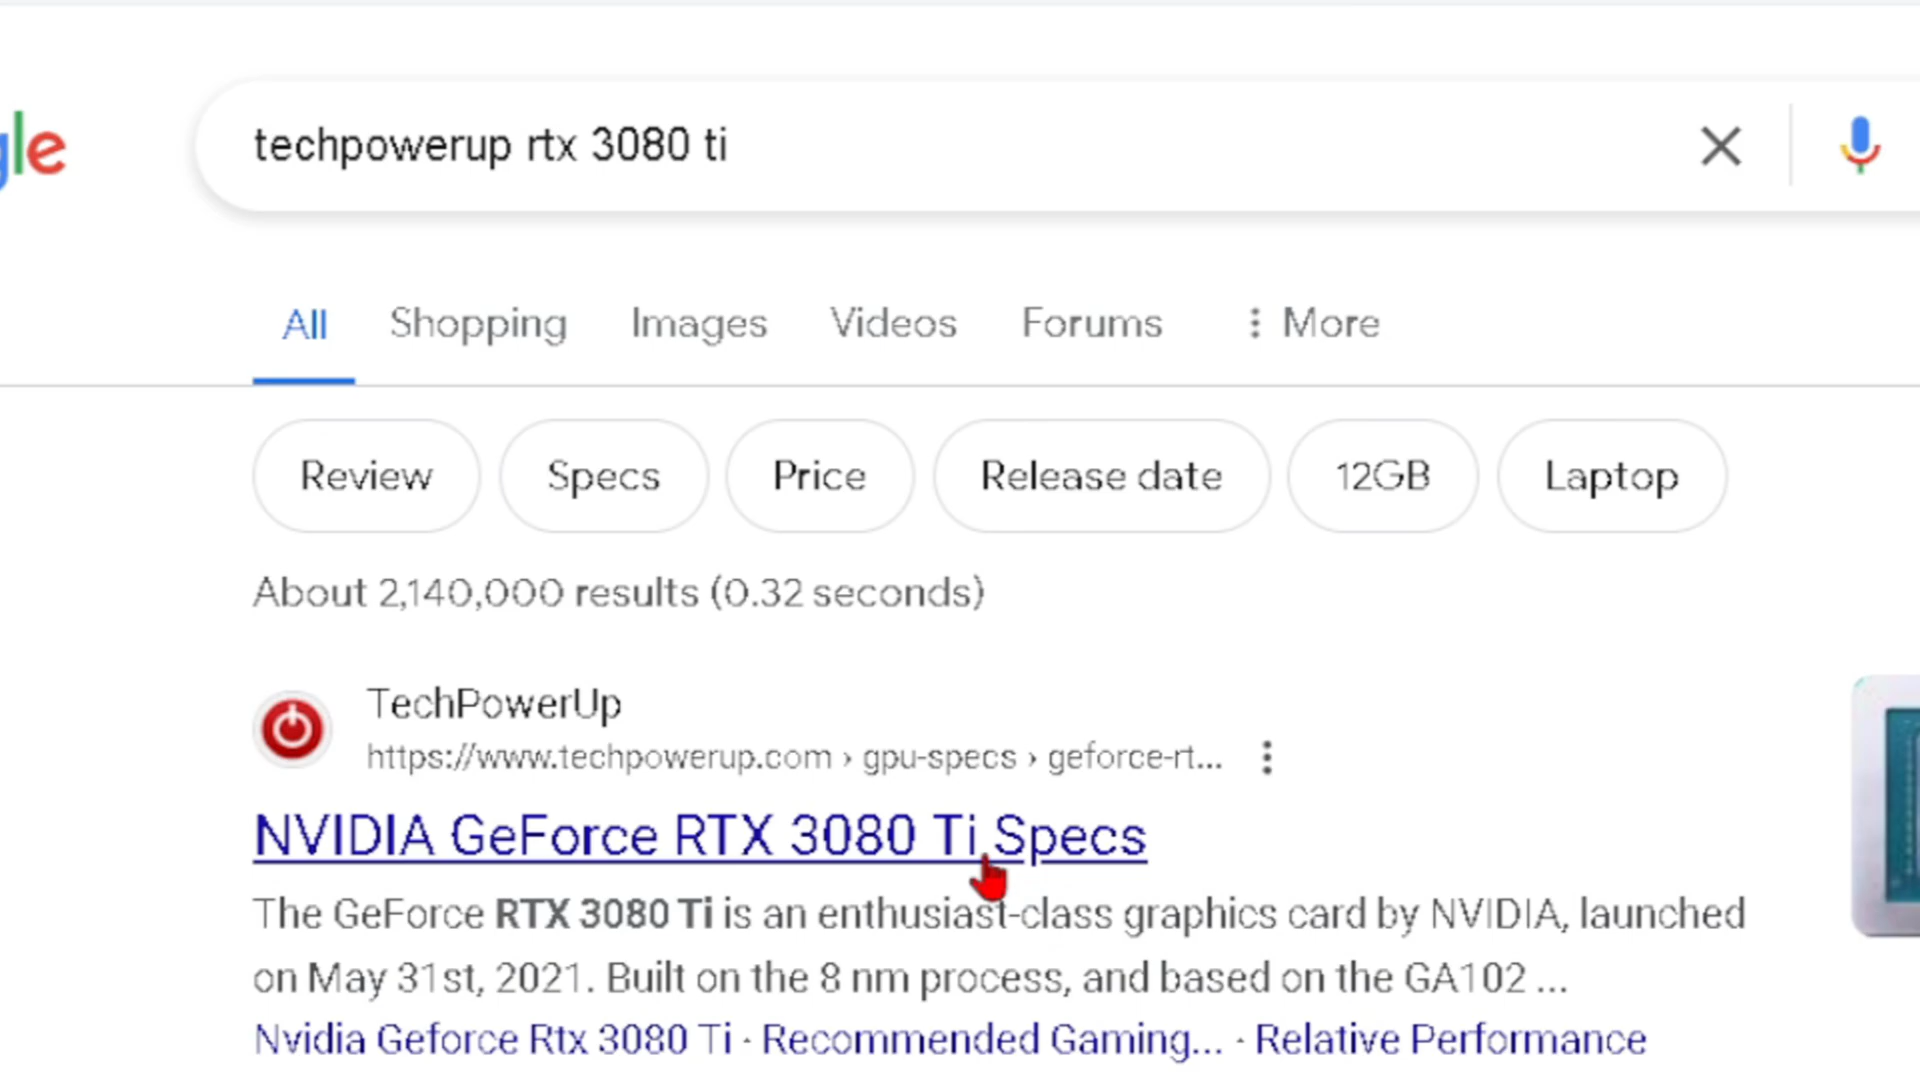 gle
techpowerup rtx 3080 ti
All Shopping Images Videos Forums More
Review Specs Price Release date 12GB Laptop
About 2,140,000 results (0.32 seconds)
TechPowerUp
https://www.techpowerup.com › gpu-specs › geforce-rt...
NVIDIA GeForce RTX 3080 Ti Specs
The GeForce RTX 3080 Ti is an enthusiast-class graphics card by NVIDIA, launched
on May 31st, 2021. Built on the 8 nm process, and based on the GA102 ...
Nvidia Geforce Rtx 3080 Ti · Recommended Gaming... · Relative Performance